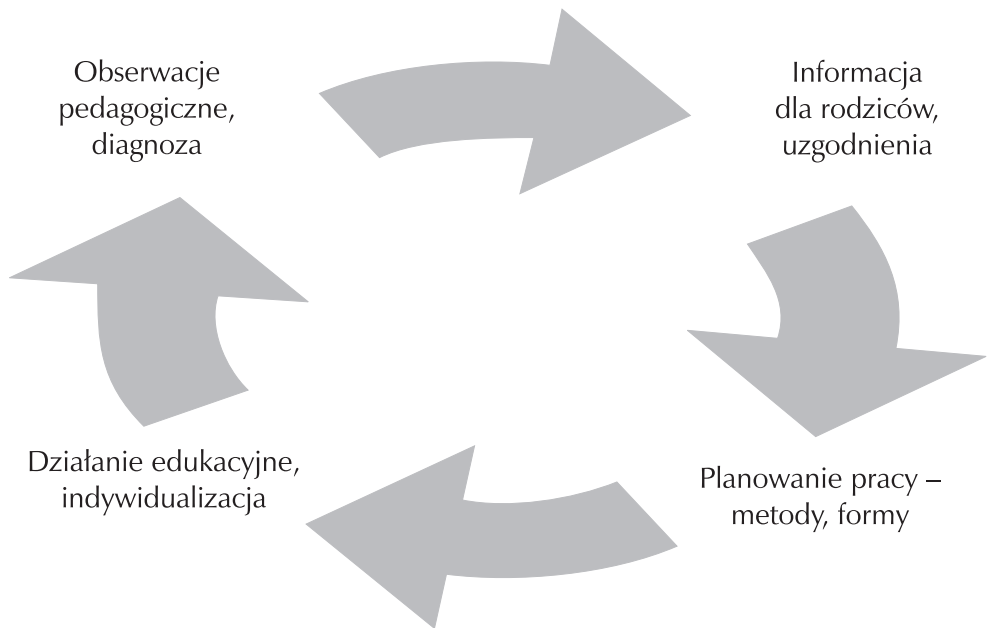 Obserwacje
pedagogiczne,
diagnoza
Informacja
dla rodziców,
uzgodnienia
Działanie edukacyjne,
indywidualizacja
Planowanie pracy –
metody, formy